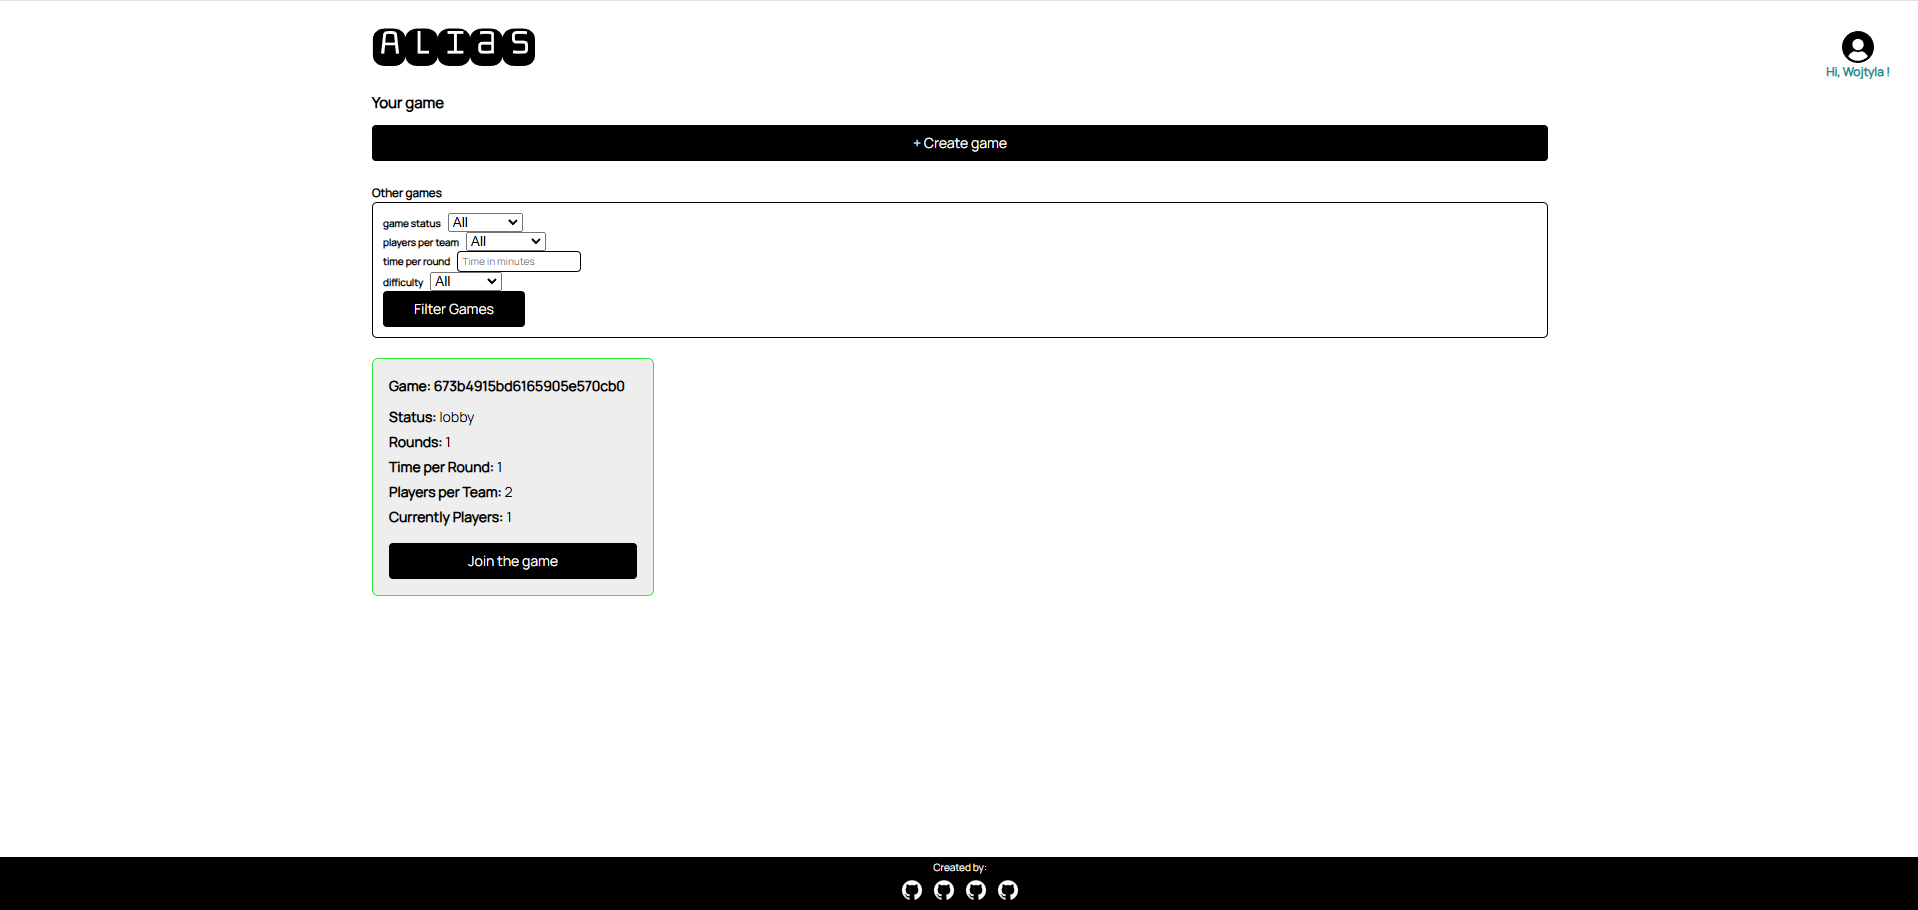 ALIaS
Hi, Wojtyla !
Your game
+ Create game
Other games
game status All
players per team All
time per round Time in minutes
difficulty All
Filter Games
Game: 673b4915bd6165905e570cb0
Status: lobby
Rounds: 1
Time per Round: 1
Players per Team: 2
Currently Players: 1
Join the game
Created by: